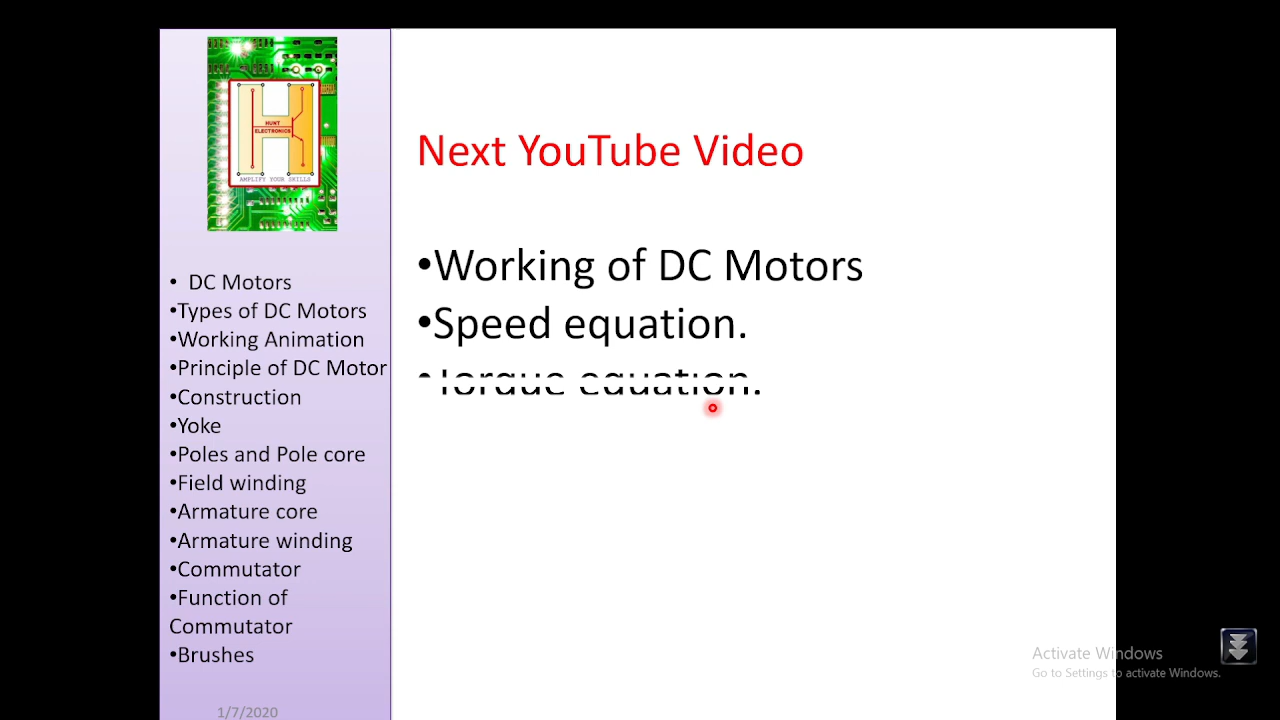 HUNT
ELECTRONICS
AMPLIFY YOUR SKILLS
• DC Motors
•Types of DC Motors
•Working Animation
•Principle of DC Motor
•Construction
•Yoke
•Poles and Pole core
•Field winding
•Armature core
•Armature winding
•Commutator
•Function of
Commutator
•Brushes
1/7/2020
Next YouTube Video
•Working of DC Motors
•Speed equation.
•Torque equation.
Activate Windows
Go to Settings to activate Windows.